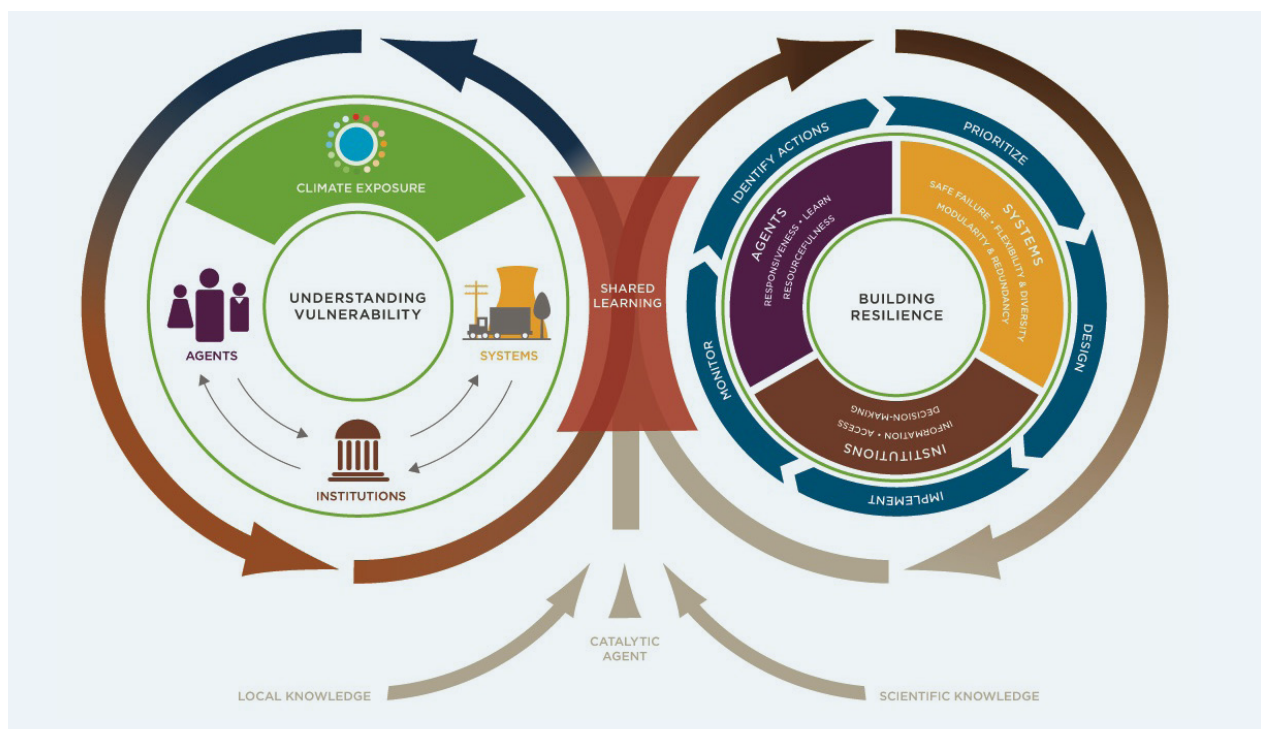 CLIMATE EXPOSURE
UNDERSTANDING
VULNERABILITY
AGENTS
SYSTEMS
INSTITUTIONS
SHARED
LEARNING
IDENTIFY ACTIONS
PRIORITIZE
DESIGN
IMPLEMENT
MONITOR
AGENTS
RESPONSIVENESS • LEARN
RESOURCEFULNESS
SYSTEMS
SAFE FAILURE • FLEXIBILITY & DIVERSITY
MODULARITY & REDUNDANCY
BUILDING
RESILIENCE
INSTITUTIONS
INFORMATION • ACCESS
DECISION-MAKING
CATALYTIC
AGENT
LOCAL KNOWLEDGE
SCIENTIFIC KNOWLEDGE